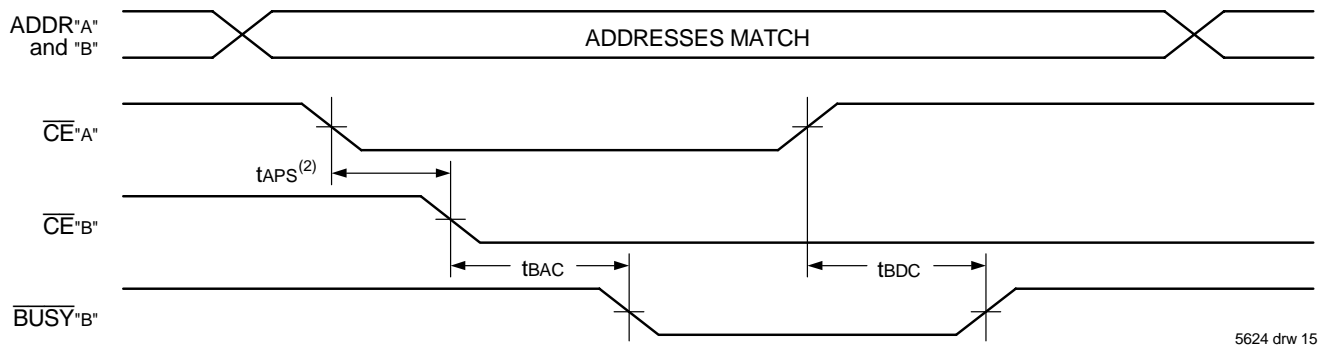 ADDR"A"
and "B"
ADDRESSES MATCH
CE"A"
tAPS(2)
CE"B"
tBAC
tBDC
BUSY"B"
5624 drw 15